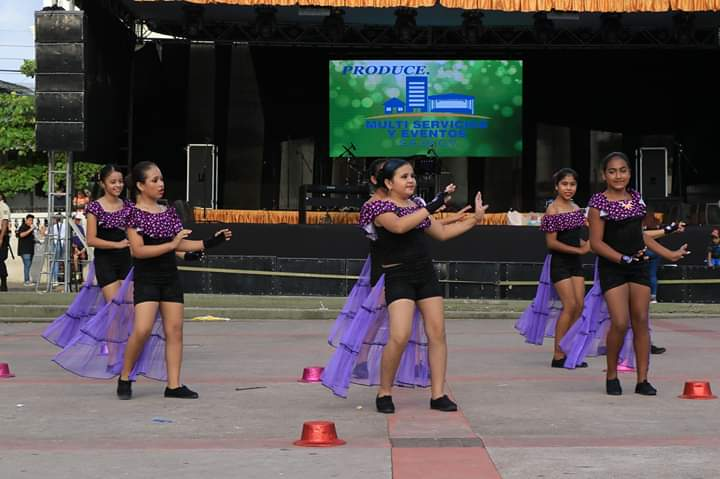 PRODUCE.
MULTI SERVICIOS
Y EVENTOS